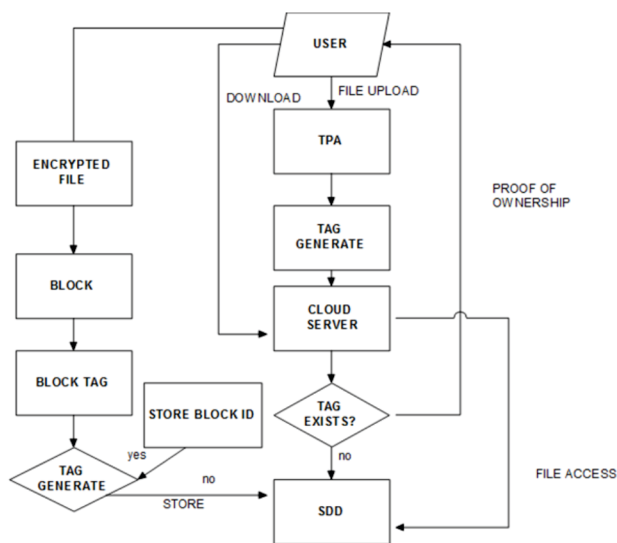 USER
FILE UPLOAD
DOWNLOAD
TPA
ENCRYPTED
FILE
PROOF OF
OWNERSHIP
TAG
GENERATE
BLOCK
CLOUD
SERVER
BLOCK TAG
STORE BLOCK ID
TAG
EXISTS?
yes
no
TAG
GENERATE
no
STORE
SDD
FILE ACCESS